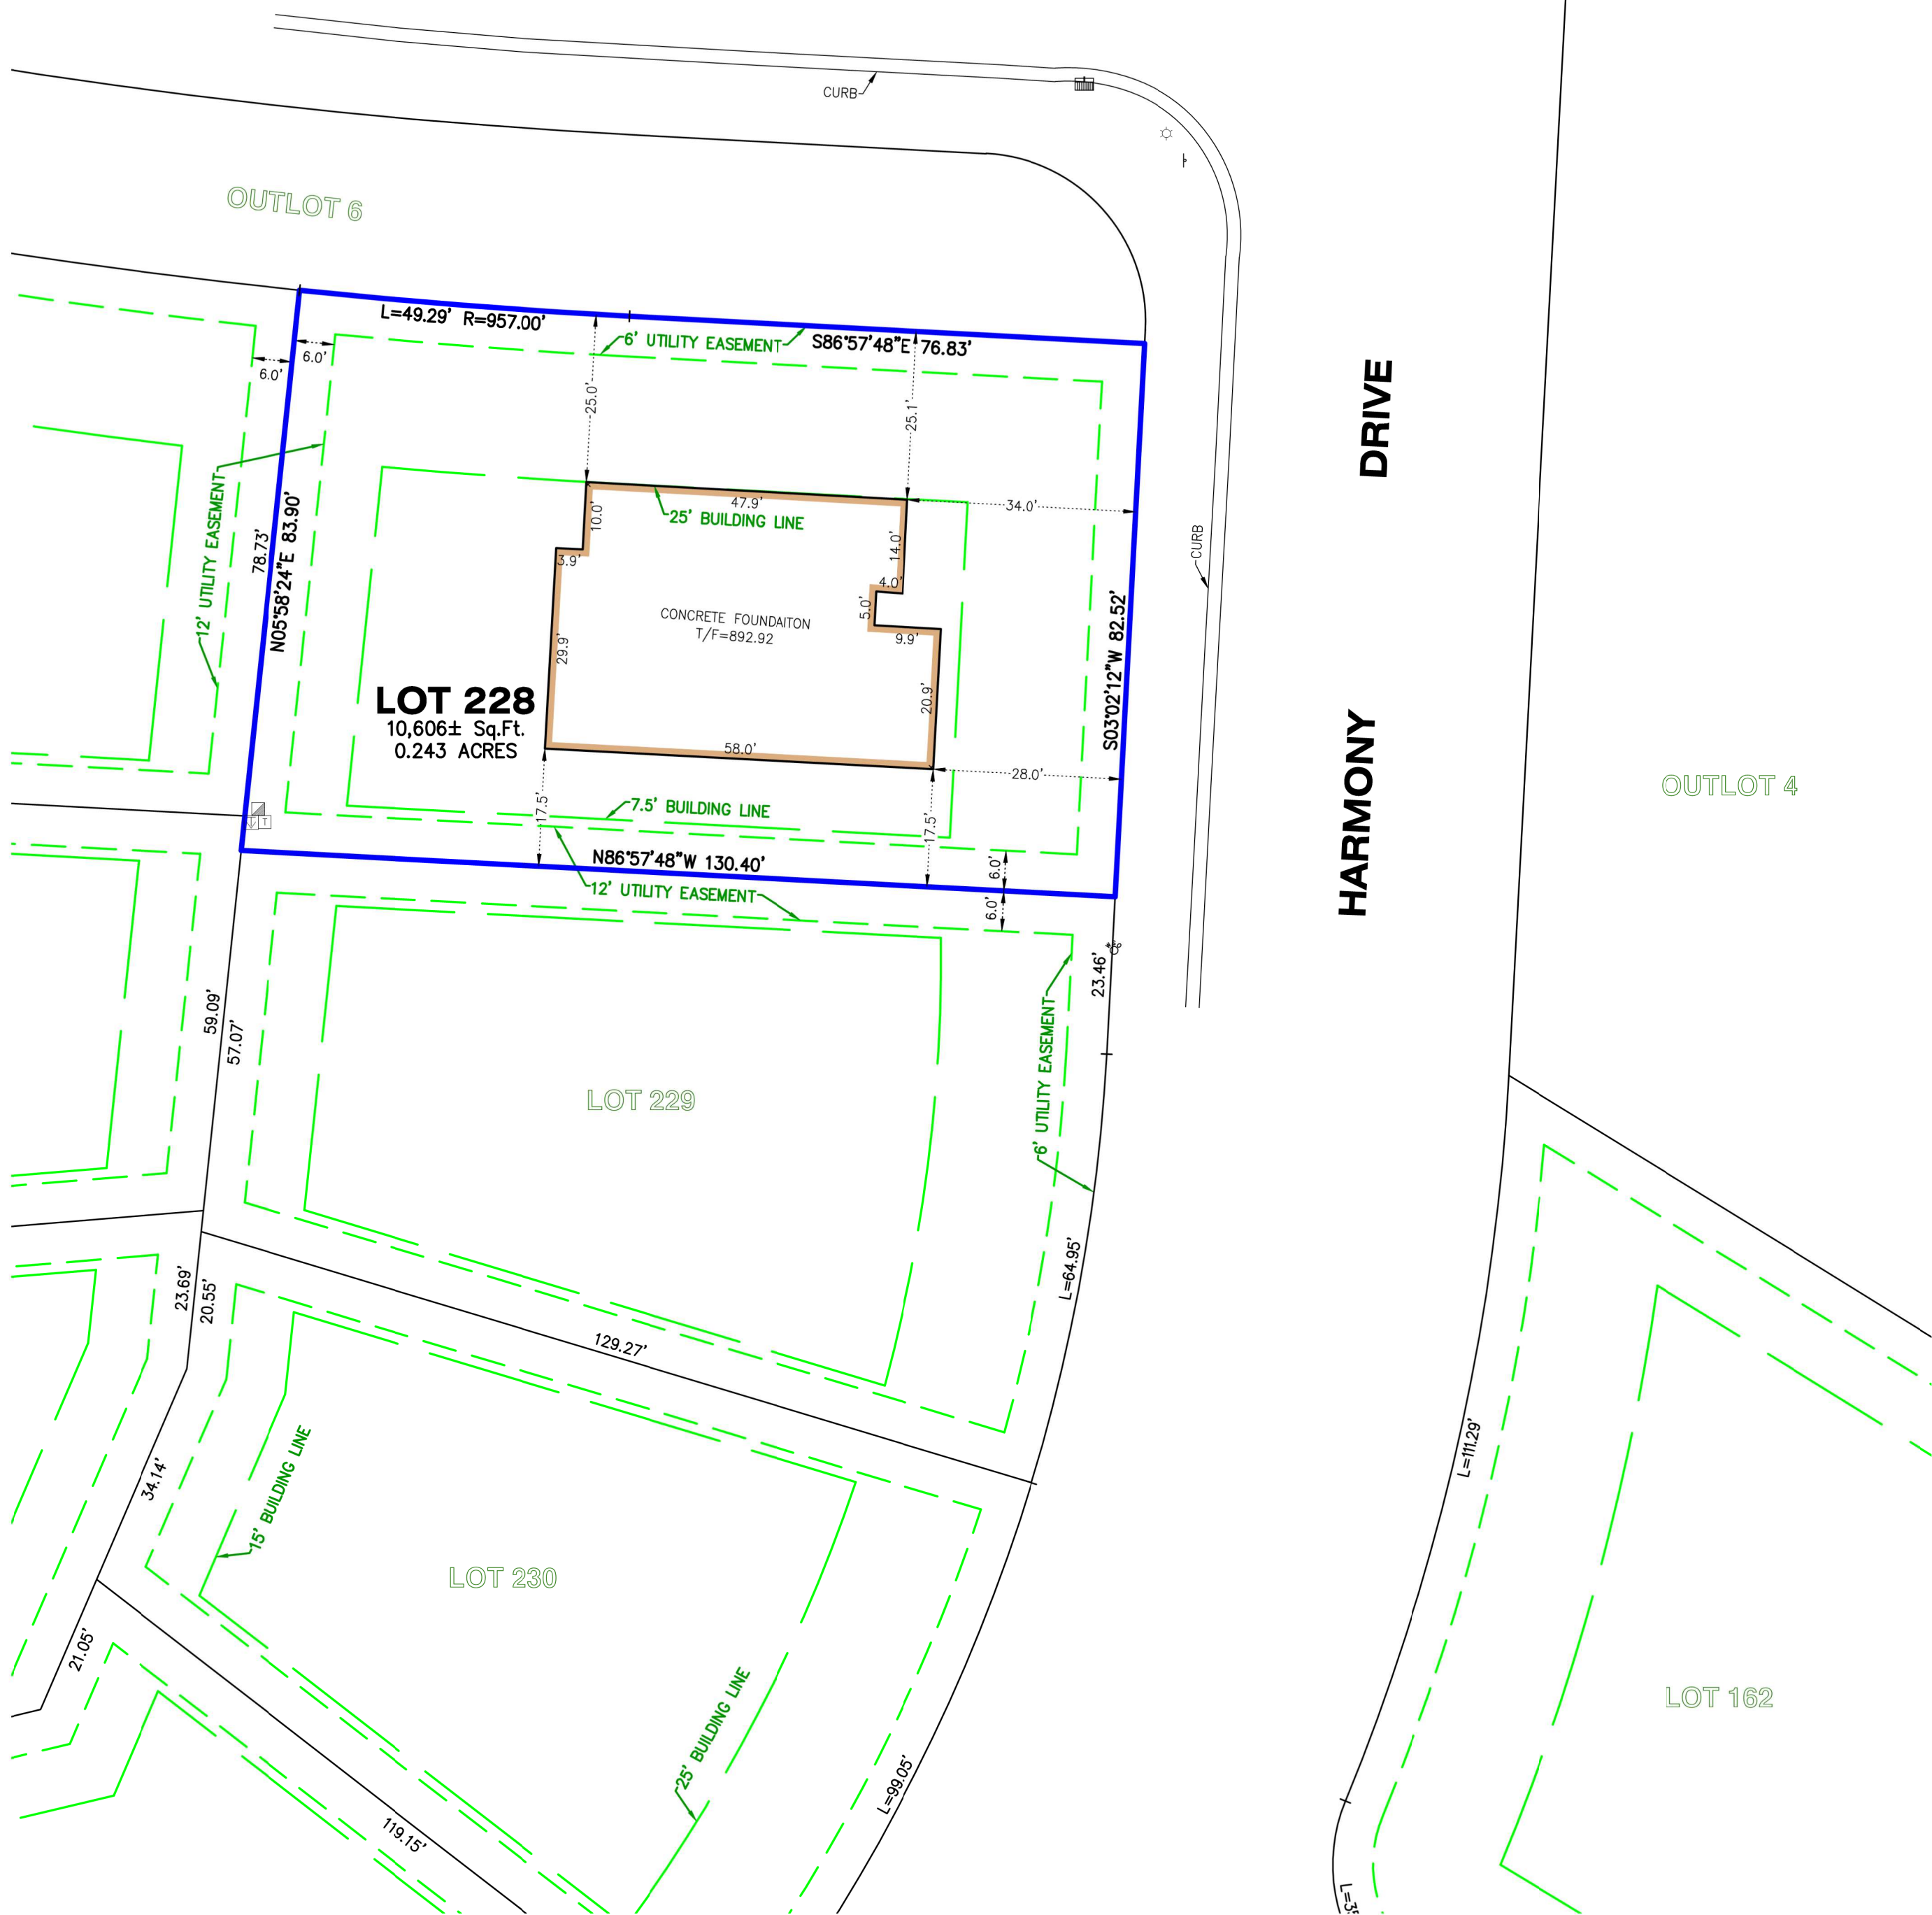 CURB
OUTLOT 6
L=49.29' R=957.00'
6' UTILITY EASEMENT
S86°57'48"E 76.83'
6.0'
6.0'
25.0'
25.1'
DRIVE
47.9'
34.0'
25' BUILDING LINE
10.0'
3.9'
14.0'
4.0'
5.0'
9.9'
CURB
12' UTILITY EASEMENT
78.73'
N05°58'24"E 83.90'
CONCRETE FOUNDAITON
T/F=892.92
29.9'
20.9'
S03°02'12"W 82.52'
LOT 228
10,606± Sq.Ft.
0.243 ACRES
58.0'
28.0'
HARMONY
OUTLOT 4
7.5' BUILDING LINE
17.5'
17.5'
T
N86°57'48"W 130.40'
12' UTILITY EASEMENT
6.0'
6.0'
23.46'
59.09'
57.07'
6' UTILITY EASEMENT
LOT 229
L=64.95'
23.69'
20.55'
129.27'
34.14'
15' BUILDING LINE
L=111.29'
LOT 230
21.05'
25' BUILDING LINE
LOT 162
L=99.05'
119.15'